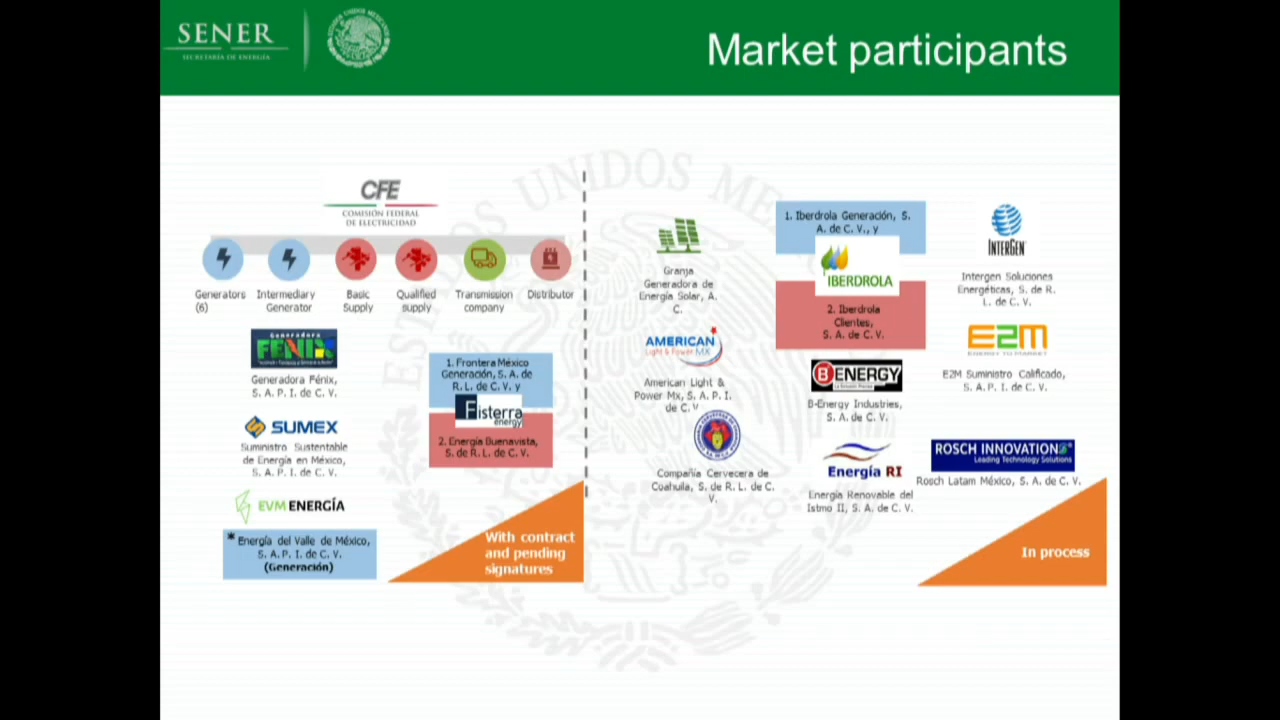 SENER
SECRETARÍA DE ENERGÍA
Market participants
CFE
COMISIÓN FEDERAL
DE ELECTRICIDAD
Generators
(6)
Intermediary
Generator
Basic
Supply
Qualified
supply
Transmission
company
Distributor
Generadora
FENIX
Generadora Fénix,
S. A. P. I. de C. V.
SUMEX
Suministro Sustentable
de Energía en México,
S. A. P. I. de C. V.
EVM ENERGÍA
* Energía del Valle de México,
S. A. P. I. de C. V.
(Generación)
1. Frontera México
Generación, S. A. de
R. L. de C. V. y
Fisterra
energy
2. Energía Buenavista,
S. de R. L. de C. V.
With contract
and pending
signatures
Granja
Generadora de
Energía Solar, A.
C.
AMERICAN
Light & Power MX
American Light &
Power Mx, S. A. P. I.
de C. V
Compañía Cervecera de
Coahuila, S. de R. L. de C.
V.
1. Iberdrola Generación, S.
A. de C. V., y
IBERDROLA
2. Iberdrola
Clientes,
S. A. de C. V.
B ENERGY
B-Energy Industries,
S. A. de C. V.
Energía RI
Energía Renovable del
Istmo II, S. A. de C. V.
INTERGEN
Intergen Soluciones
Energéticas, S. de R.
L. de C. V.
E2M
ENERGY TO MARKET
E2M Suministro Calificado,
S. A. P. I. de C. V.
ROSCH INNOVATIONS
Leading Technology Solutions
Rosch Latam México, S. A. de C. V.
In process